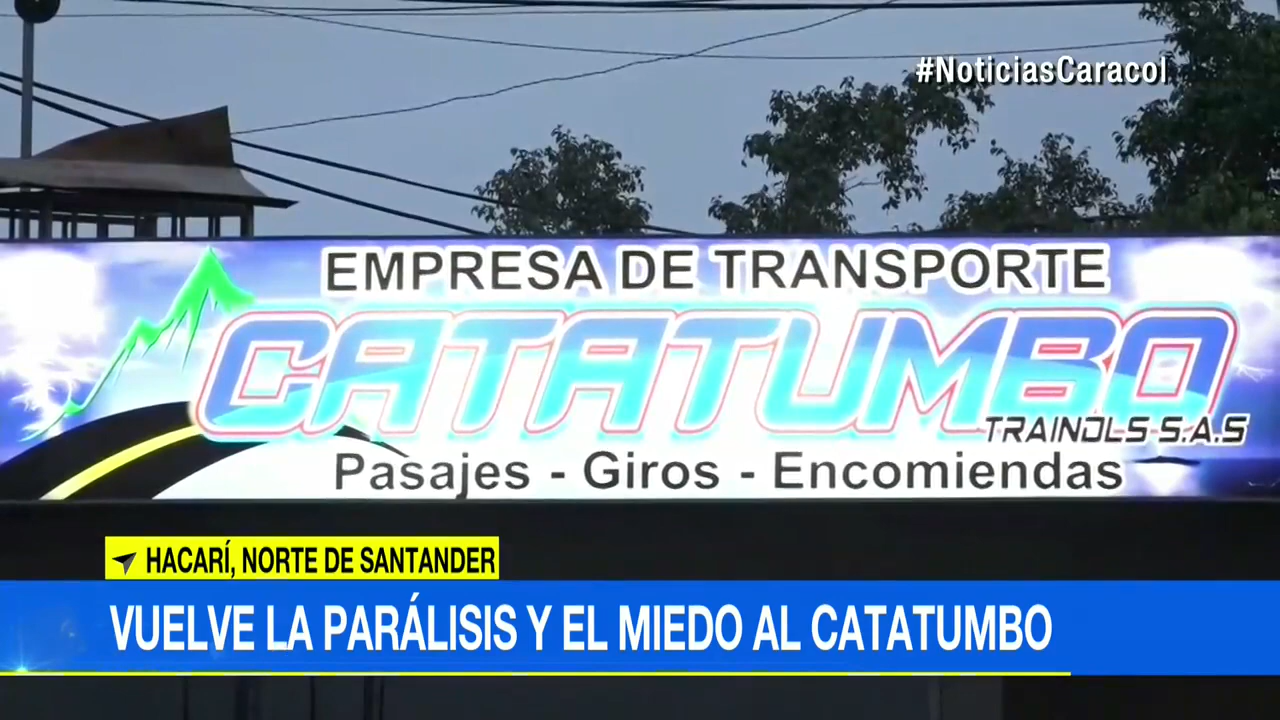 #NoticiasCaracol
EMPRESA DE TRANSPORTE
CATATUMBO
TRAINDLS S.A.S
Pasajes - Giros - Encomiendas
HACARÍ, NORTE DE SANTANDER
VUELVE LA PARÁLISIS Y EL MIEDO AL CATATUMBO